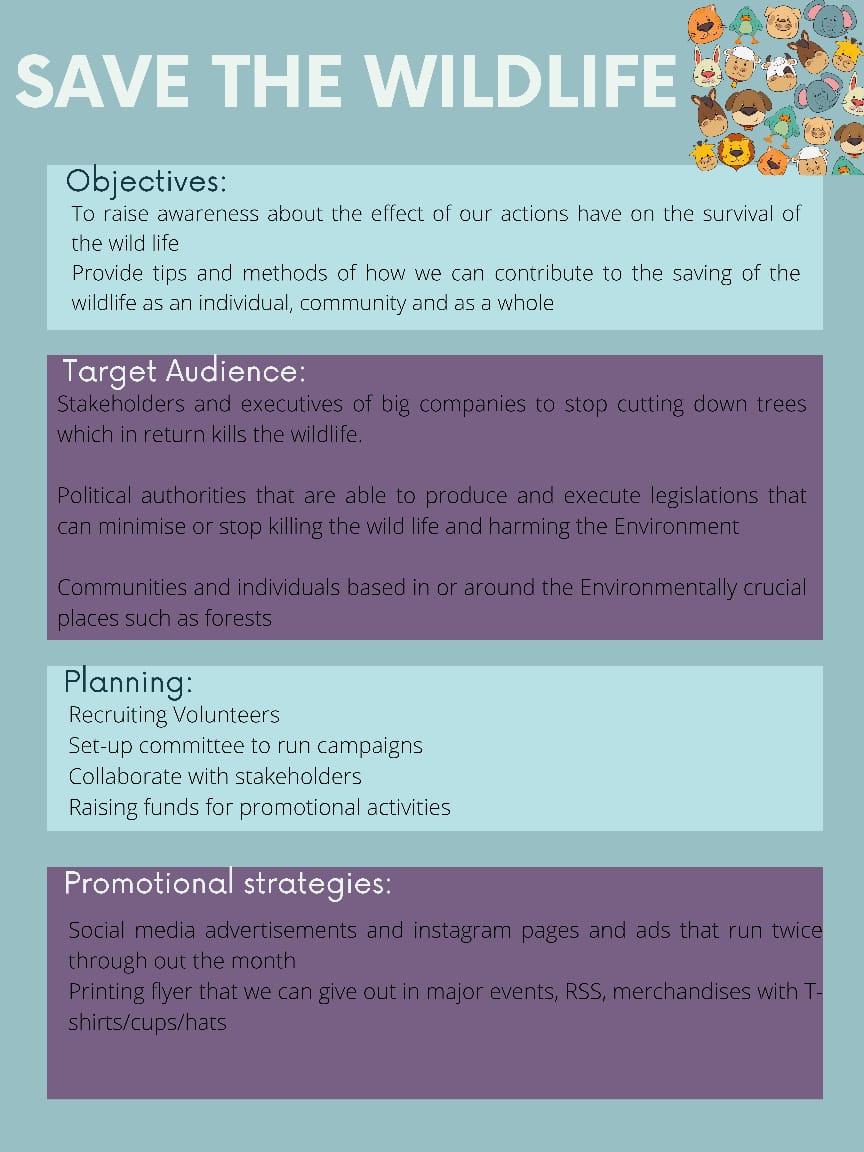 SAVE THE WILDLIFE
Objectives:
To raise awareness about the effect of our actions have on the survival of
the wild life
Provide tips and methods of how we can contribute to the saving of the
wildlife as an individual, community and as a whole
Target Audience:
Stakeholders and executives of big companies to stop cutting down trees
which in return kills the wildlife.
Political authorities that are able to produce and execute legislations that
can minimise or stop killing the wild life and harming the Environment
Communities and individuals based in or around the Environmentally crucial
places such as forests
Planning:
Recruiting Volunteers
Set-up committee to run campaigns
Collaborate with stakeholders
Raising funds for promotional activities
Promotional strategies:
Social media advertisements and instagram pages and ads that run twice
through out the month
Printing flyer that we can give out in major events, RSS, merchandises with T-
shirts/cups/hats